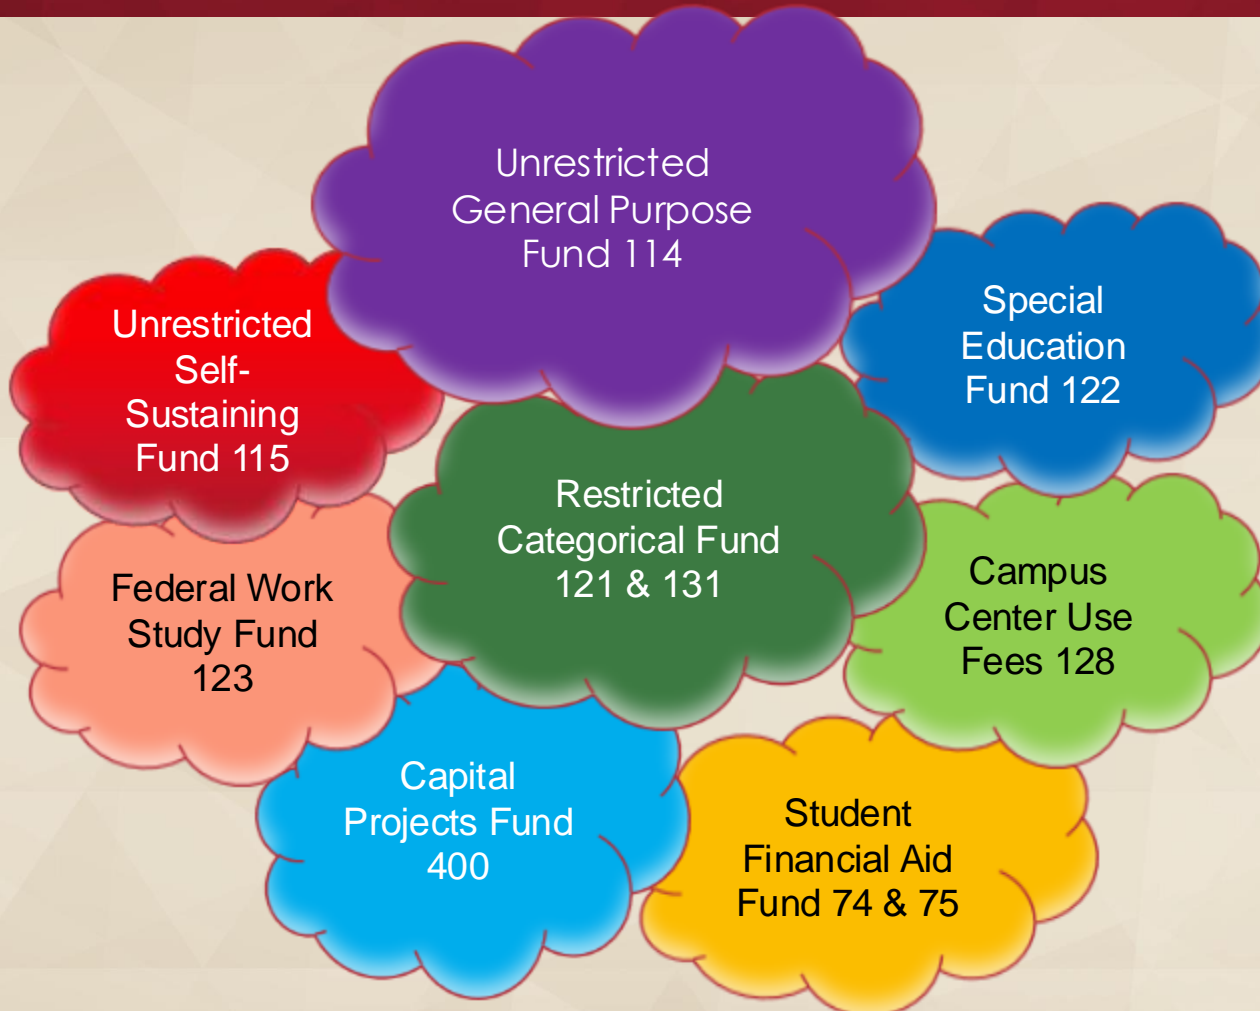 Unrestricted
General Purpose
Fund 114
Unrestricted
Self-
Sustaining
Fund 115
Special
Education
Fund 122
Restricted
Categorical Fund
121 & 131
Federal Work
Study Fund
123
Campus
Center Use
Fees 128
Capital
Projects Fund
400
Student
Financial Aid
Fund 74 & 75